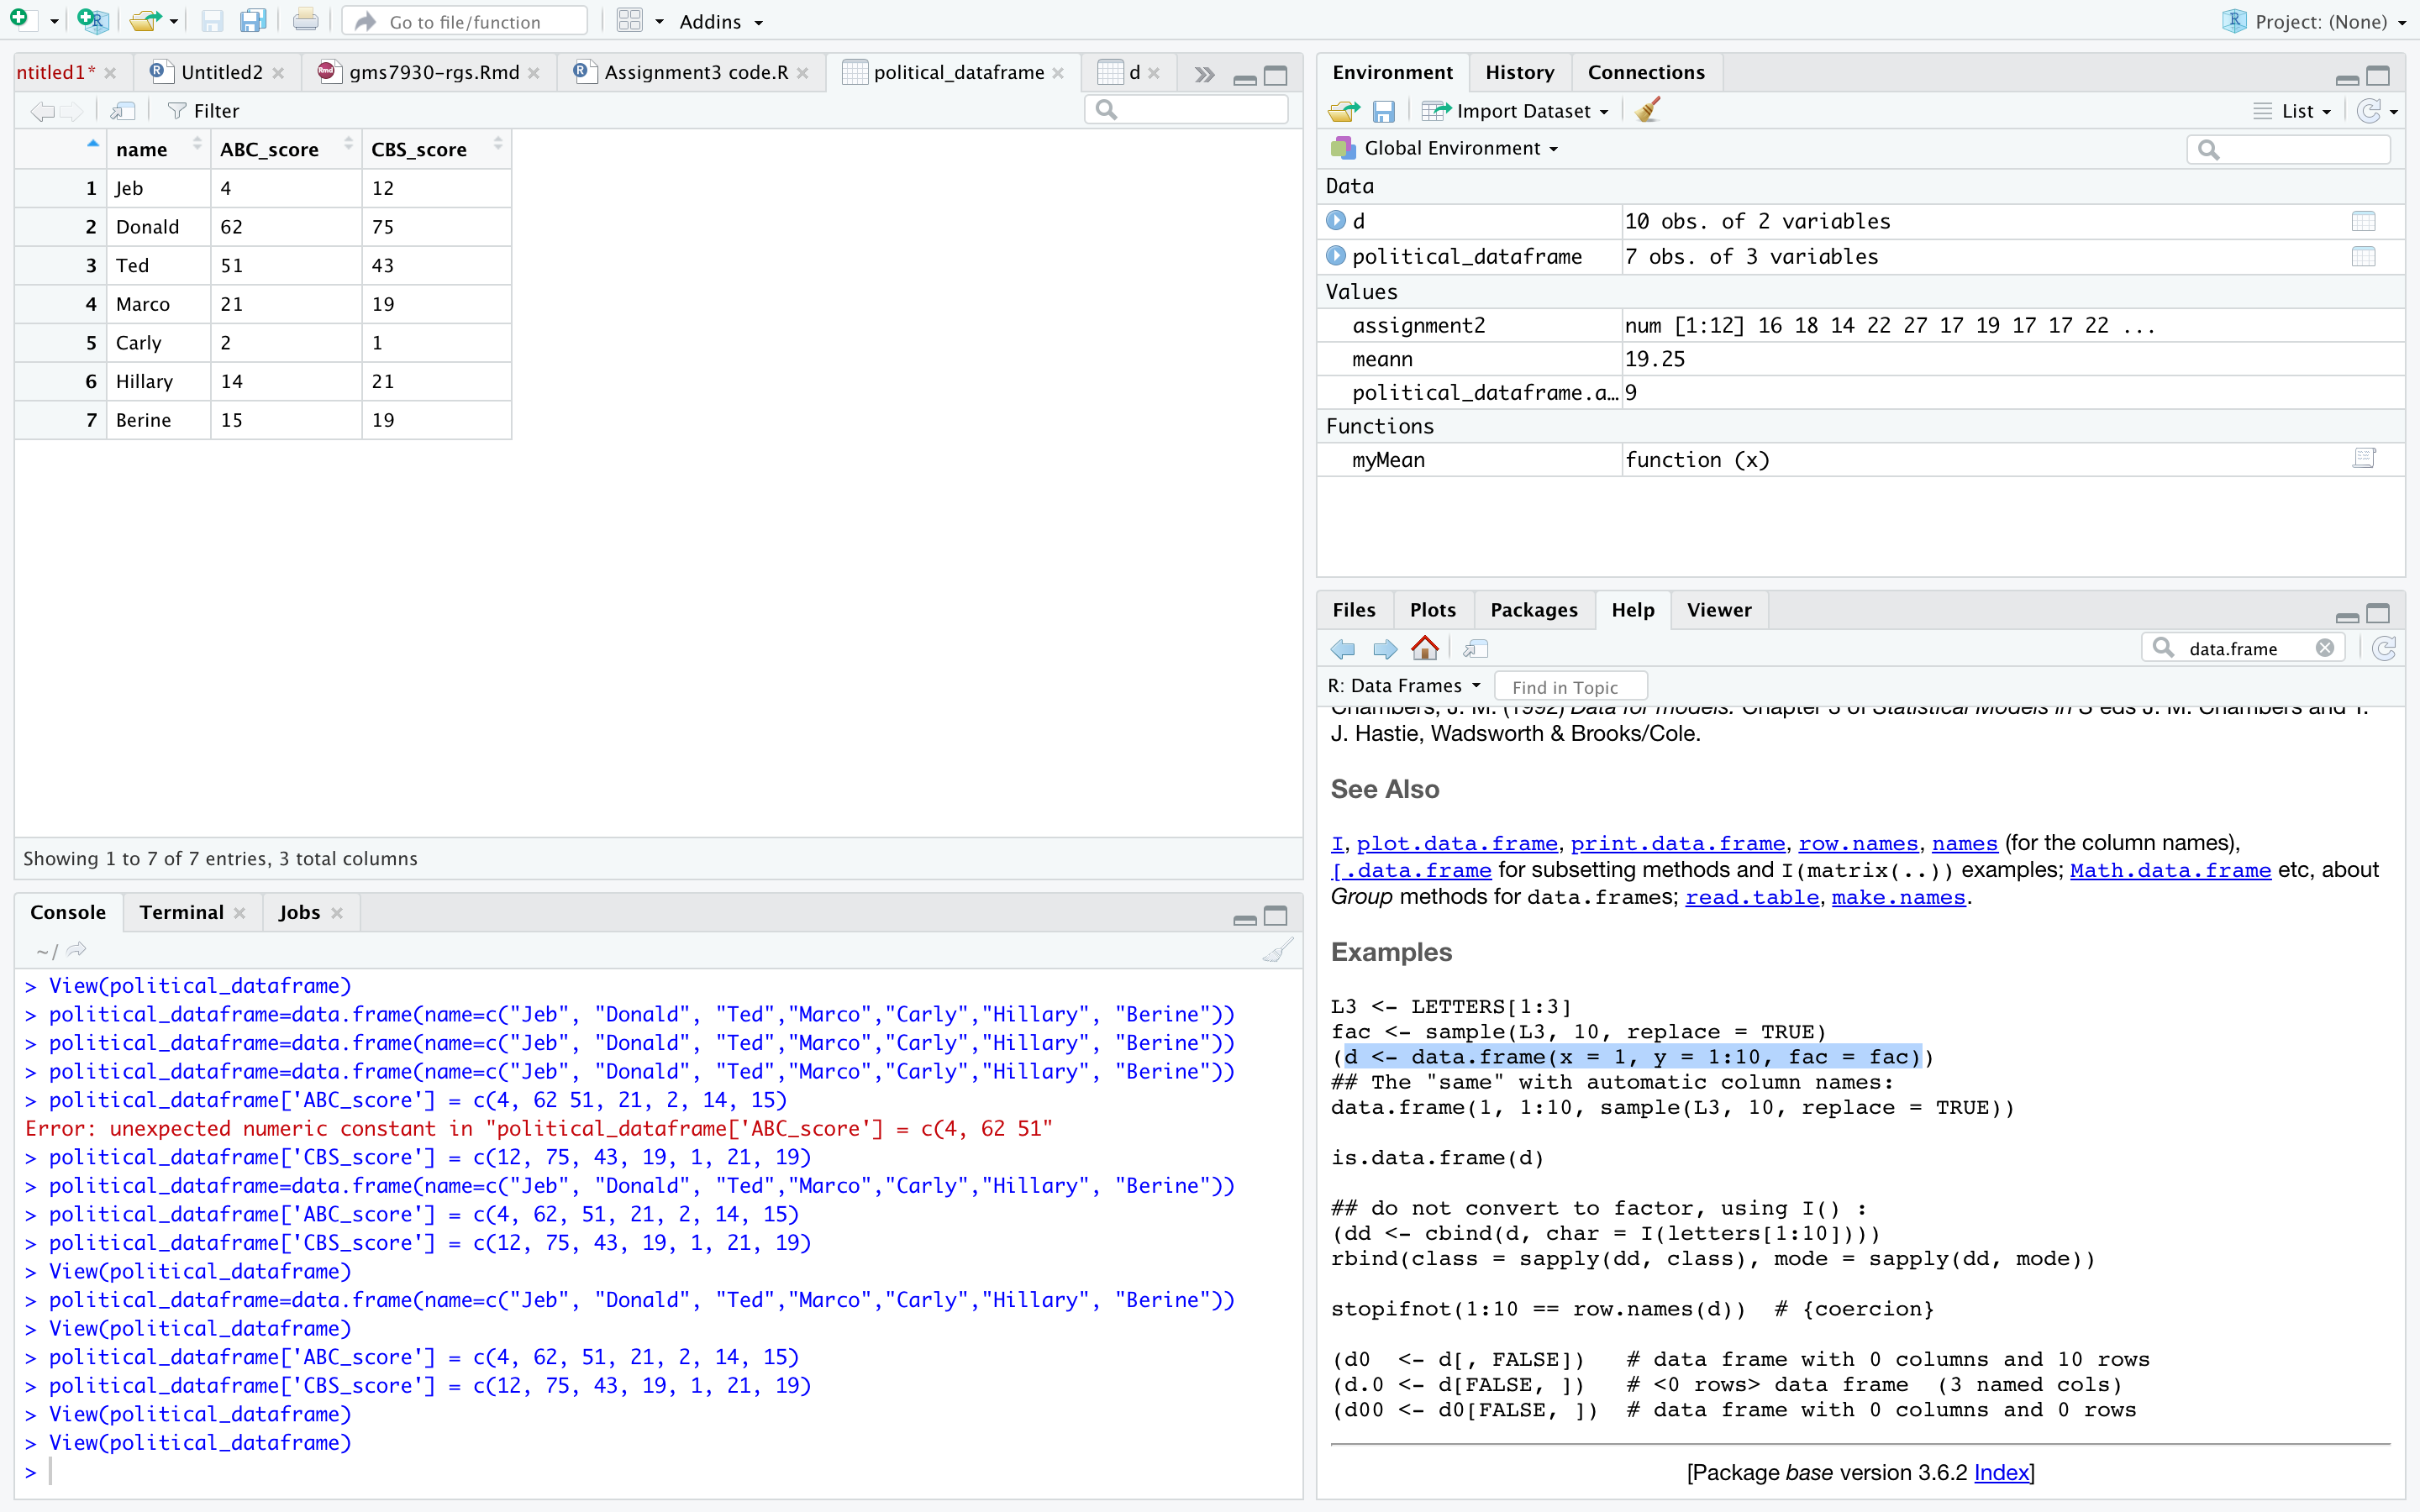 Go to file/function
Addins
Project: (None)
ntitled1*
Untitled2
gms7930-rgs.Rmd
Assignment3 code.R
political_dataframe
d
Filter
name ABC_score CBS_score
1 Jeb 4 12
2 Donald 62 75
3 Ted 51 43
4 Marco 21 19
5 Carly 2 1
6 Hillary 14 21
7 Berine 15 19
Showing 1 to 7 of 7 entries, 3 total columns
Console Terminal Jobs
~/
> View(political_dataframe)
> political_dataframe=data.frame(name=c("Jeb", "Donald", "Ted","Marco","Carly","Hillary", "Berine"))
> political_dataframe=data.frame(name=c("Jeb", "Donald", "Ted","Marco","Carly","Hillary", "Berine"))
> political_dataframe=data.frame(name=c("Jeb", "Donald", "Ted","Marco","Carly","Hillary", "Berine"))
> political_dataframe['ABC_score'] = c(4, 62 51, 21, 2, 14, 15)
Error: unexpected numeric constant in "political_dataframe['ABC_score'] = c(4, 62 51"
> political_dataframe['CBS_score'] = c(12, 75, 43, 19, 1, 21, 19)
> political_dataframe=data.frame(name=c("Jeb", "Donald", "Ted","Marco","Carly","Hillary", "Berine"))
> political_dataframe['ABC_score'] = c(4, 62, 51, 21, 2, 14, 15)
> political_dataframe['CBS_score'] = c(12, 75, 43, 19, 1, 21, 19)
> View(political_dataframe)
> political_dataframe=data.frame(name=c("Jeb", "Donald", "Ted","Marco","Carly","Hillary", "Berine"))
> View(political_dataframe)
> political_dataframe['ABC_score'] = c(4, 62, 51, 21, 2, 14, 15)
> political_dataframe['CBS_score'] = c(12, 75, 43, 19, 1, 21, 19)
> View(political_dataframe)
> View(political_dataframe)
>
Environment History Connections
Import Dataset
List
Global Environment
Data
d 10 obs. of 2 variables
political_dataframe 7 obs. of 3 variables
Values
assignment2 num [1:12] 16 18 14 22 27 17 19 17 17 22 ...
meann 19.25
political_dataframe.a… 9
Functions
myMean function (x)
Files Plots Packages Help Viewer
data.frame
R: Data Frames
Find in Topic
Chambers, J. M. (1992) Data for models. Chapter 3 of Statistical Models in S eds J. M. Chambers and T.
J. Hastie, Wadsworth & Brooks/Cole.
See Also
I, plot.data.frame, print.data.frame, row.names, names (for the column names),
[.data.frame for subsetting methods and I(matrix(..)) examples; Math.data.frame etc, about
Group methods for data.frames; read.table, make.names.
Examples
L3 <- LETTERS[1:3]
fac <- sample(L3, 10, replace = TRUE)
(d <- data.frame(x = 1, y = 1:10, fac = fac))
## The "same" with automatic column names:
data.frame(1, 1:10, sample(L3, 10, replace = TRUE))
is.data.frame(d)
## do not convert to factor, using I() :
(dd <- cbind(d, char = I(letters[1:10])))
rbind(class = sapply(dd, class), mode = sapply(dd, mode))
stopifnot(1:10 == row.names(d))  # {coercion}
(d0  <- d[, FALSE])   # data frame with 0 columns and 10 rows
(d.0 <- d[FALSE, ])   # <0 rows> data frame  (3 named cols)
(d00 <- d0[FALSE, ])  # data frame with 0 columns and 0 rows
[Package base version 3.6.2 Index]